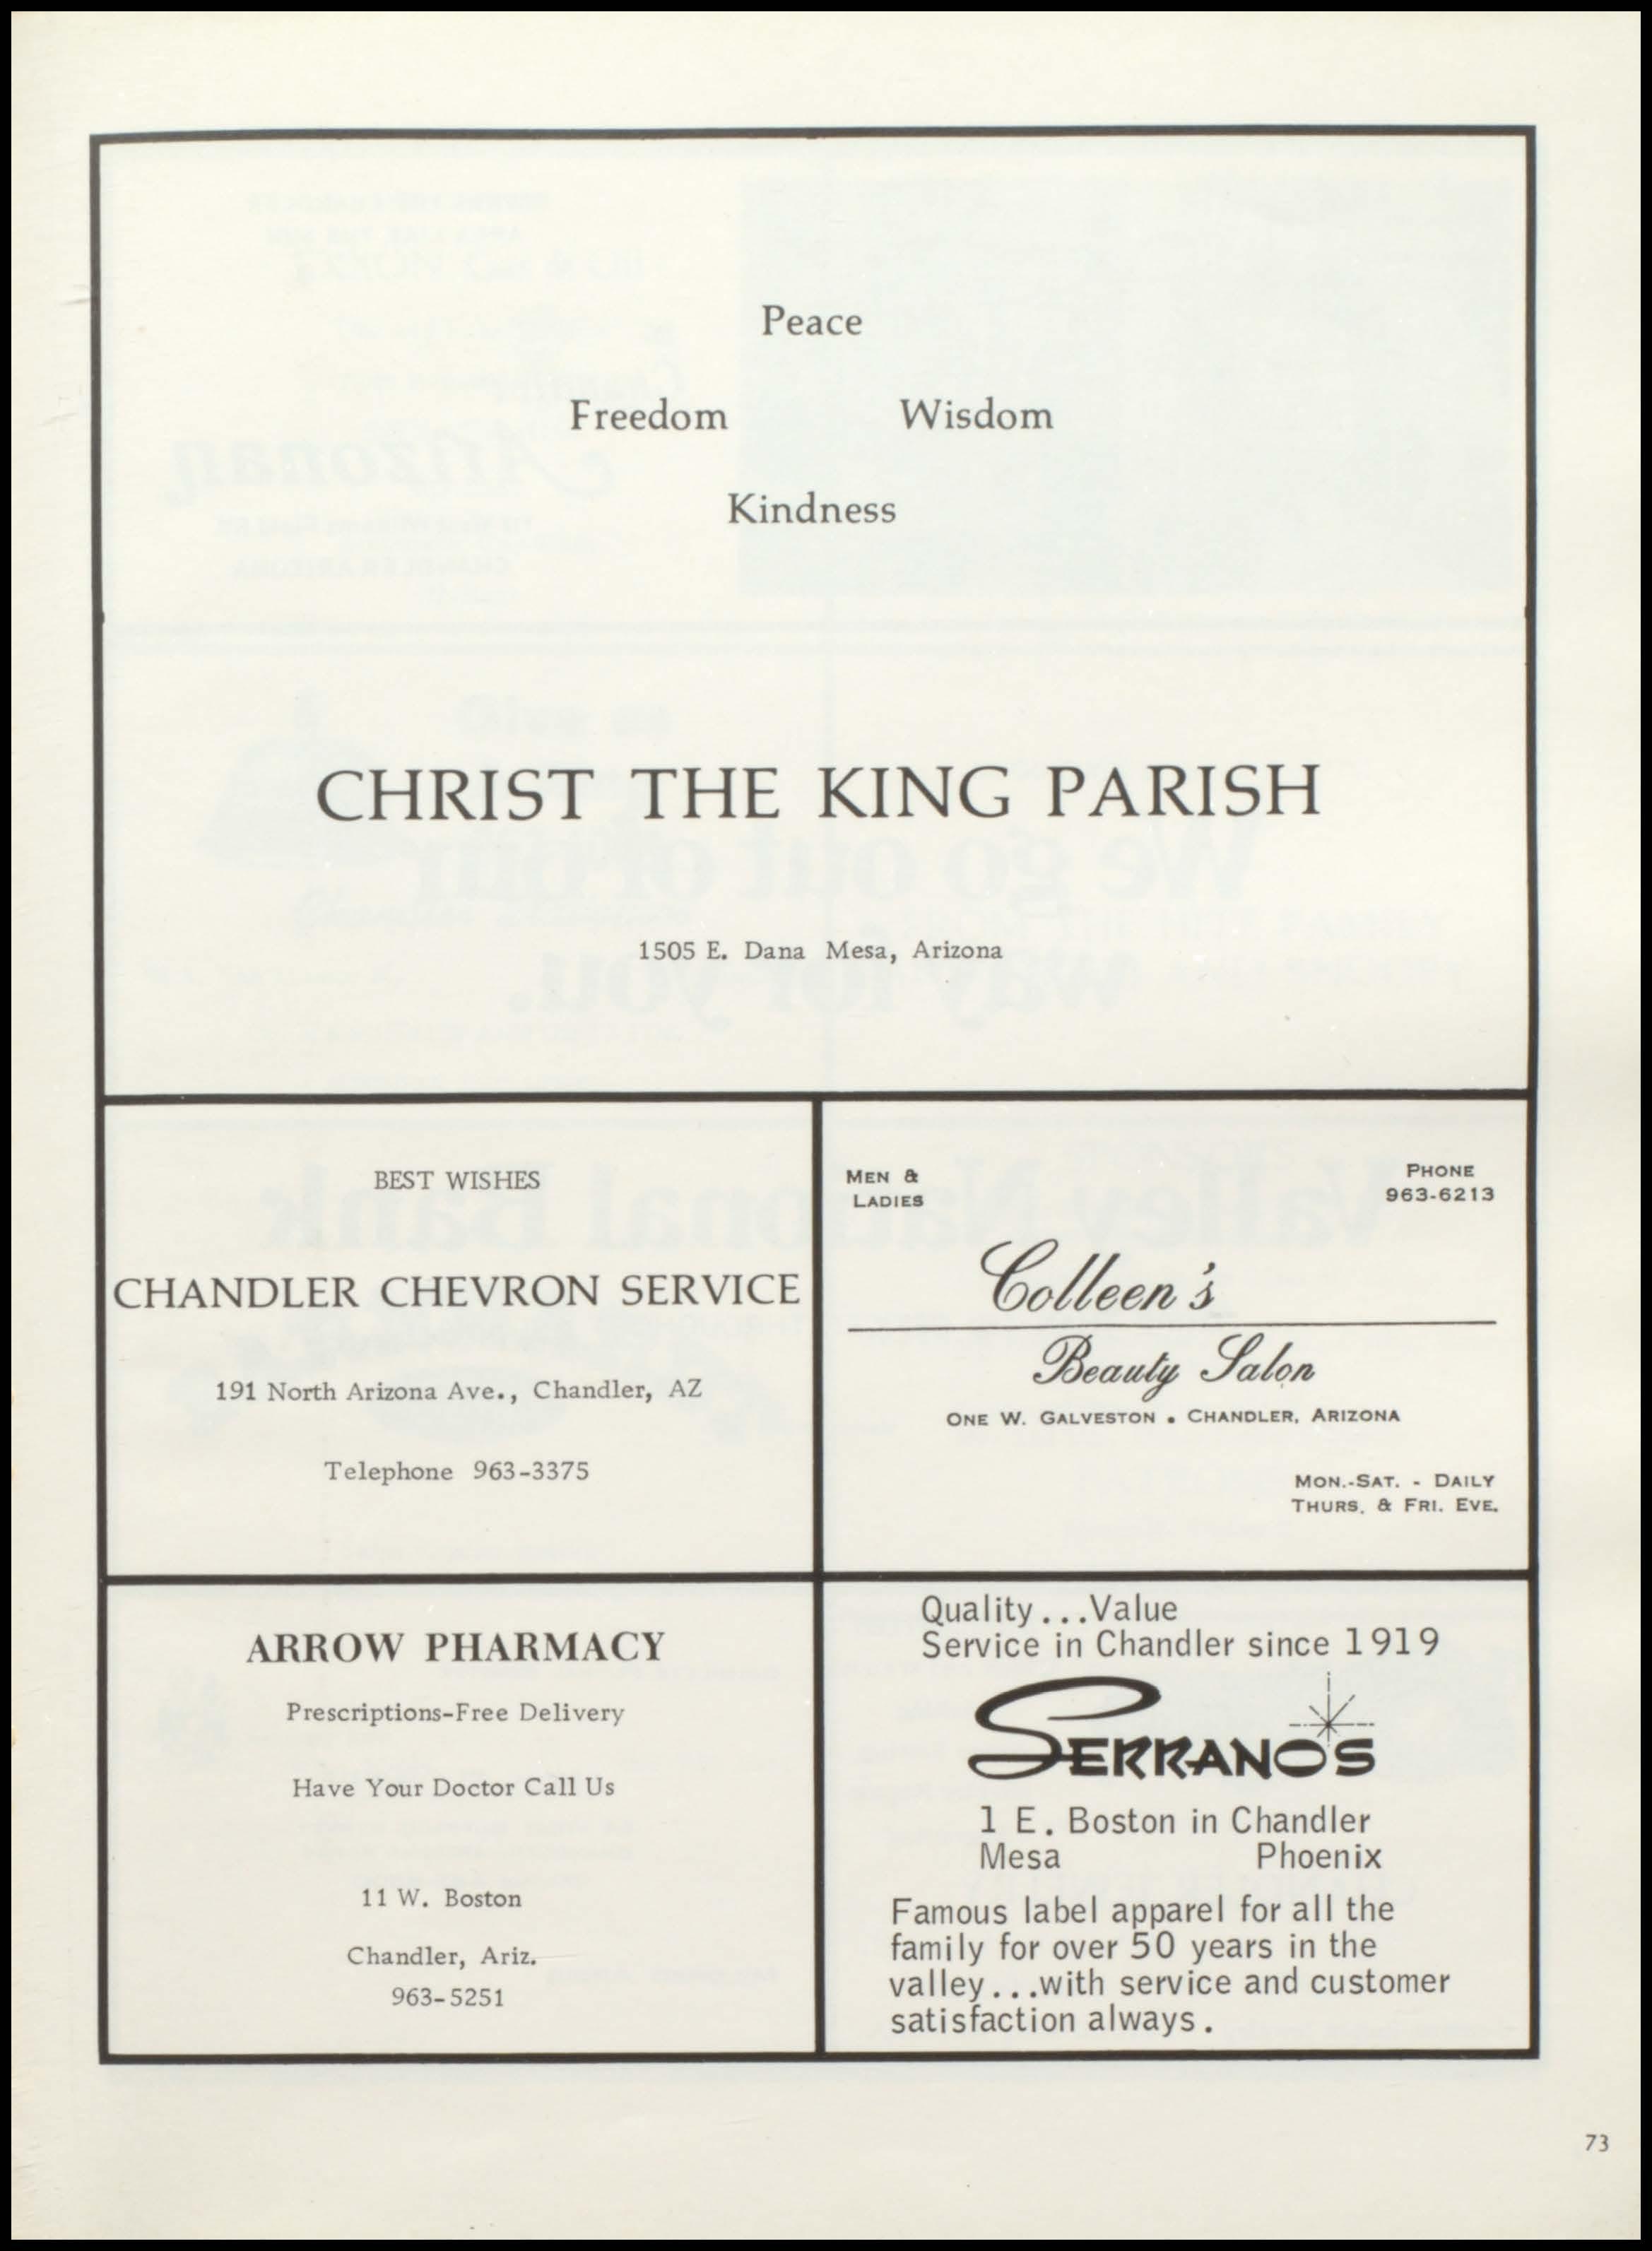 Peace
Freedom Wisdom
Kindness
CHRIST THE KING PARISH
1505 E. Dana Mesa, Arizona
BEST WISHES
CHANDLER CHEVRON SERVICE
191 North Arizona Ave., Chandler, AZ
Telephone 963-3375
MEN &
LADIES
PHONE
963-6213
Colleen's
Beauty Salon
ONE W. GALVESTON • CHANDLER, ARIZONA
MON.-SAT. - DAILY
THURS. & FRI. EVE.
ARROW PHARMACY
Prescriptions-Free Delivery
Have Your Doctor Call Us
11 W. Boston
Chandler, Ariz.
963-5251
Quality...Value
Service in Chandler since 1919
SERRANO'S
1 E. Boston in Chandler
Mesa Phoenix
Famous label apparel for all the
family for over 50 years in the
valley...with service and customer
satisfaction always.
73